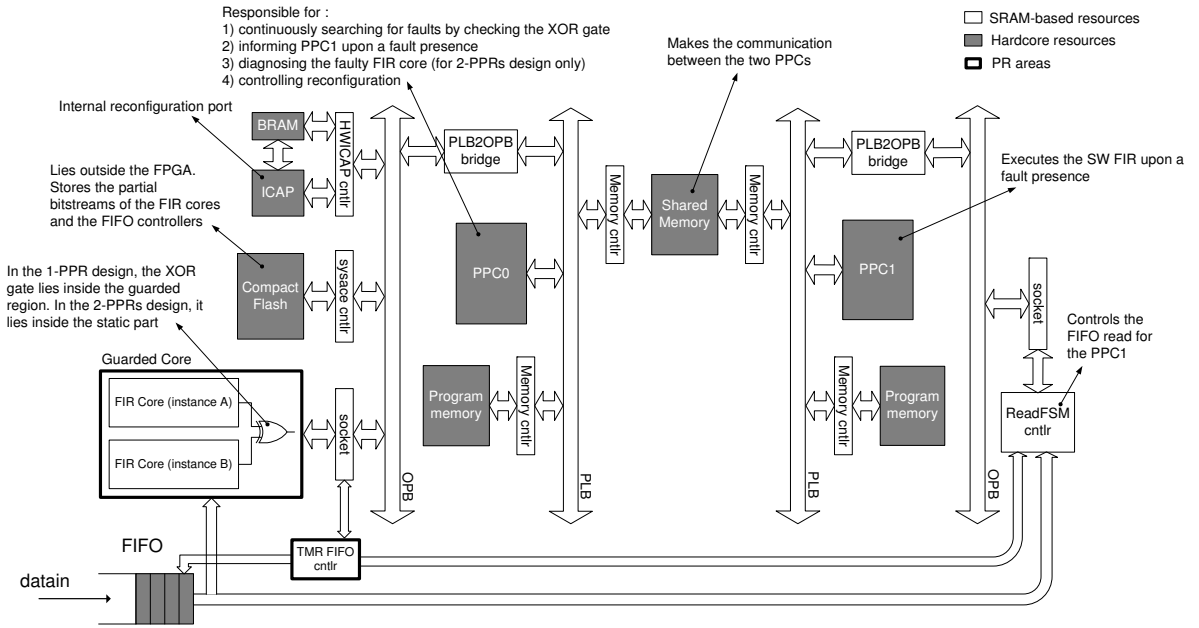 Responsible for :
1) continuously searching for faults by checking the XOR gate
2) informing PPC1 upon a fault presence
3) diagnosing the faulty FIR core (for 2-PPRs design only)
4) controlling reconfiguration
SRAM-based resources
Hardcore resources
PR areas
Makes the communication
between the two PPCs
Internal reconfiguration port
BRAM
ICAP
HWICAP cntlr
PLB2OPB
bridge
PLB2OPB
bridge
Executes the SW FIR upon a
fault presence
Lies outside the FPGA.
Stores the partial
bitstreams of the FIR cores
and the FIFO controllers
Memory cntlr
Shared
Memory
Memory cntlr
PPC0
PPC1
Compact
Flash
sysace cntlr
In the 1-PPR design, the XOR
gate lies inside the guarded
region. In the 2-PPRs design, it
lies inside the static part
socket
Controls the
FIFO read for
the PPC1
Guarded Core
FIR Core (instance A)
FIR Core (instance B)
socket
Program
memory
Memory cntlr
Memory cntlr
Program
memory
ReadFSM
cntlr
OPB
PLB
PLB
OPB
FIFO
TMR FIFO
cntlr
datain